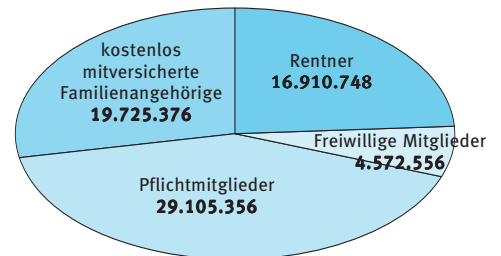 kostenlos
mitversicherte
Familienangehörige
19.725.376
Rentner
16.910.748
Freiwillige Mitglieder
4.572.556
Pflichtmitglieder
29.105.356